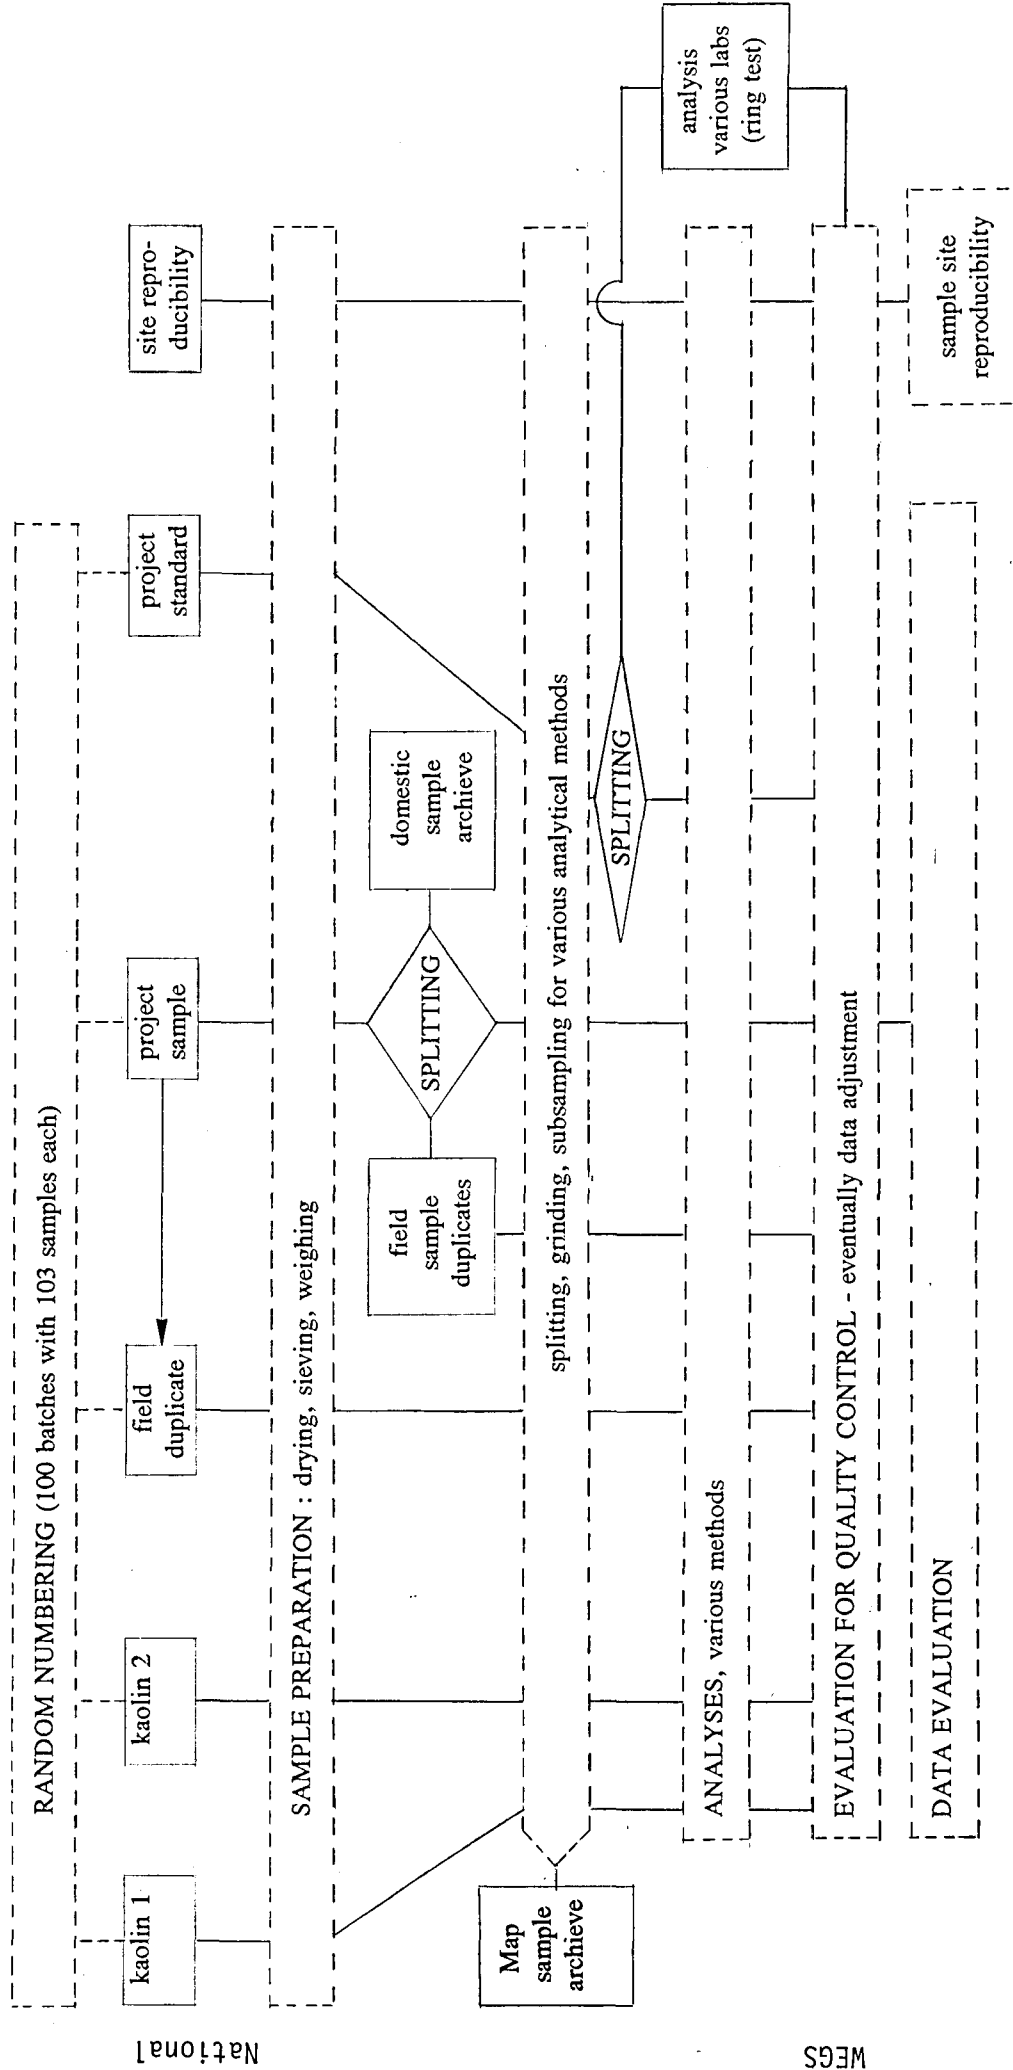 RANDOM NUMBERING (100 batches with 103 samples each)
kaolin 1
kaolin 2
field
duplicate
project
sample
project
standard
site repro-
ducibility
National
SAMPLE PREPARATION : drying, sieving, weighing
field
sample
duplicates
SPLITTING
domestic
sample
archieve
Map
sample
archieve
splitting, grinding, subsampling for various analytical methods
SPLITTING
analysis
various labs
(ring test)
ANALYSES, various methods
WEGS
EVALUATION FOR QUALITY CONTROL - eventually data adjustment
DATA EVALUATION
sample site
reproducibility